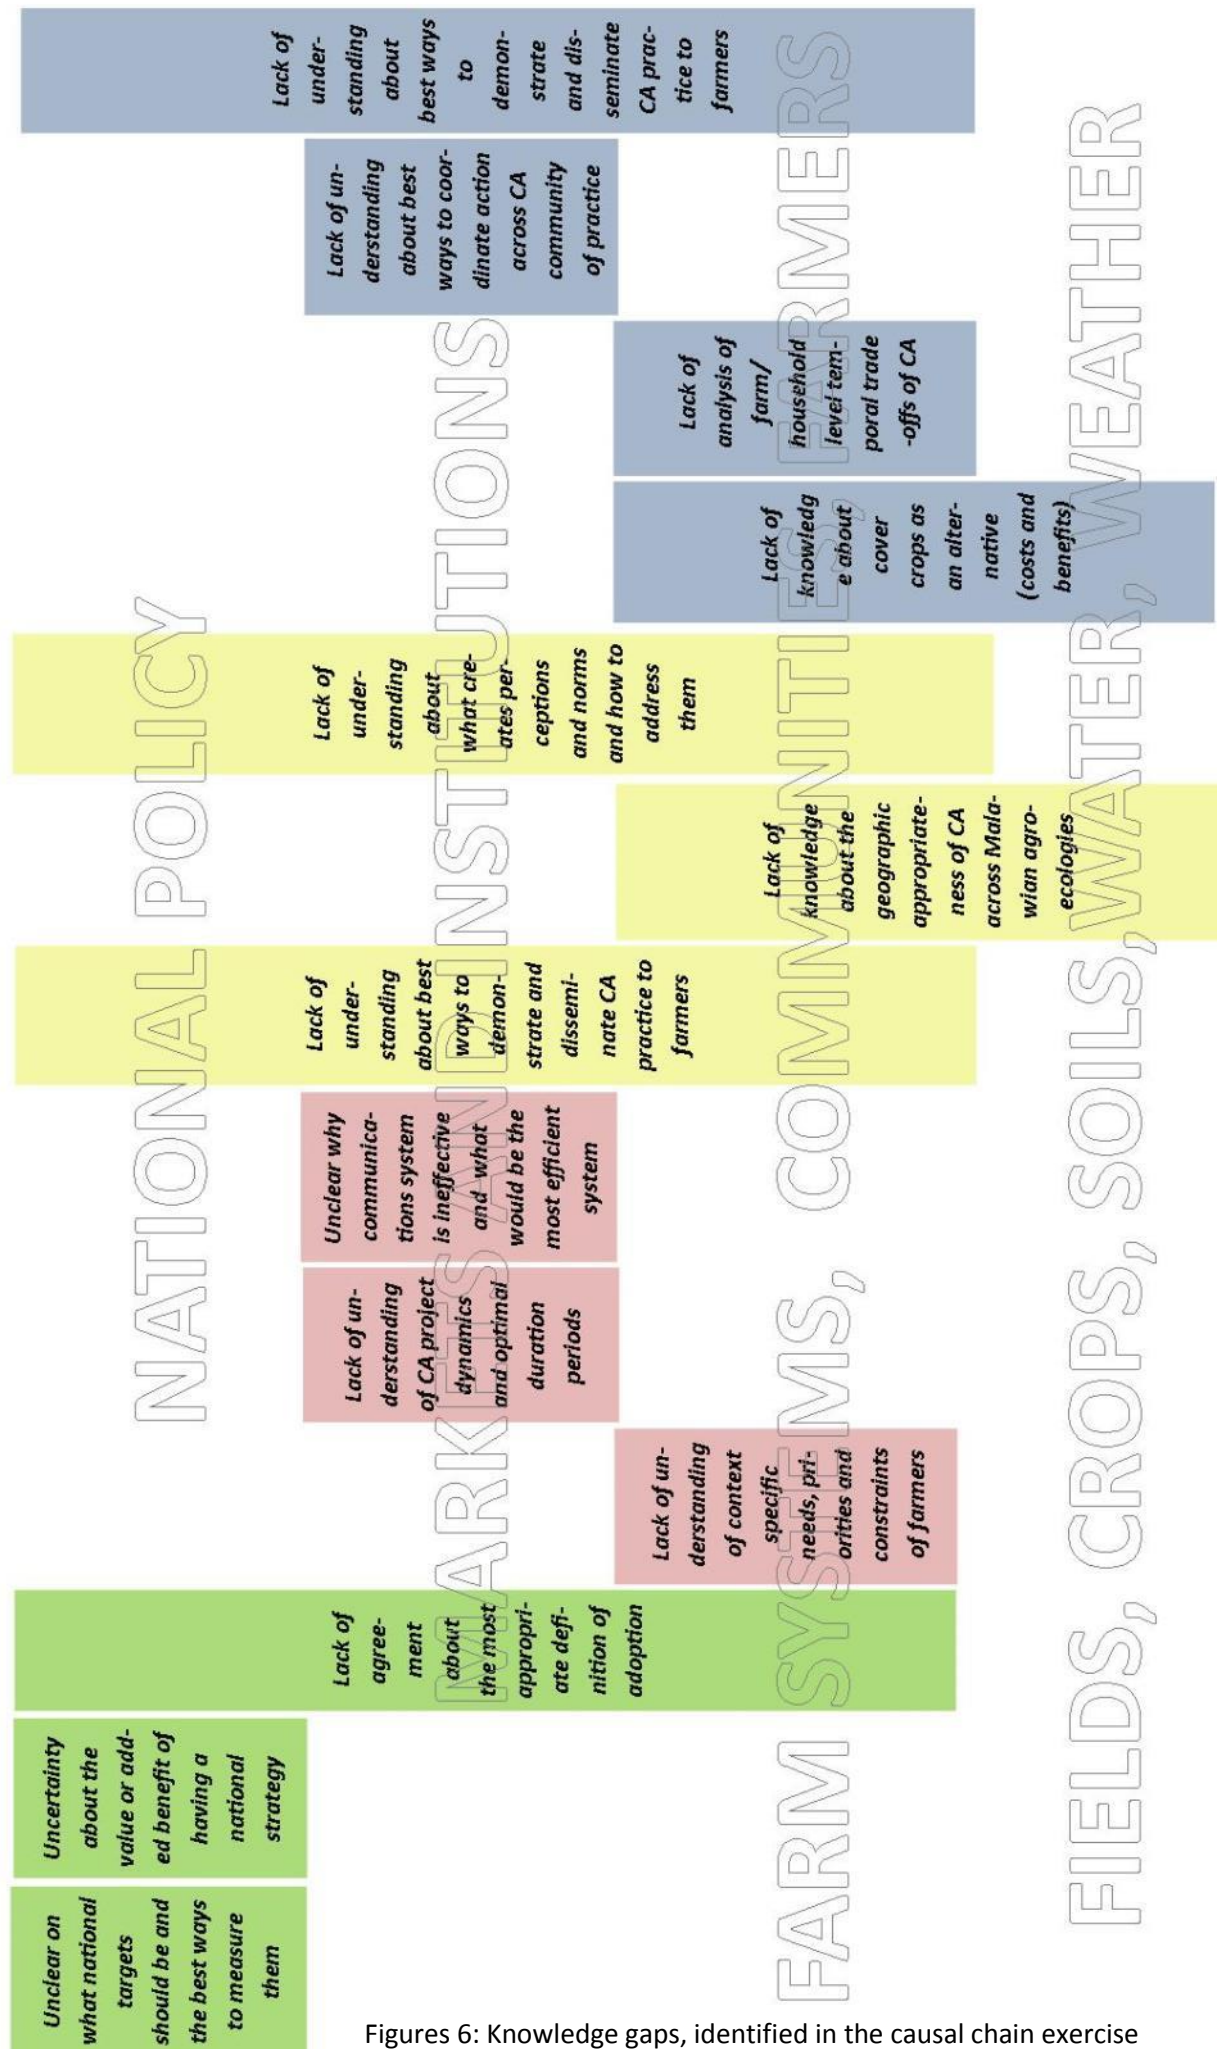 NATIONAL POLICY
MARKETS AND INSTITUTIONS
FARM SYSTEMS, COMMUNITIES, FARMERS
FIELDS, CROPS, SOILS, WATER, WEATHER
Unclear on
what national
targets
should be and
the best ways
to measure
them
Uncertainty
about the
value or add-
ed benefit of
having a
national
strategy
Lack of
agree-
ment
about
the most
appropri-
ate defi-
nition of
adoption
Lack of un-
derstanding
of context
specific
needs, pri-
orities and
constraints
of farmers
Lack of un-
derstanding
of CA project
dynamics
and optimal
duration
periods
Unclear why
communica-
tions system
is ineffective
and what
would be the
most efficient
system
Lack of
under-
standing
about best
ways to
demon-
strate and
dissemi-
nate CA
practice to
farmers
Lack of
knowledge
about the
geographic
appropriate-
ness of CA
across Mala-
wian agro-
ecologies
Lack of
under-
standing
about
what cre-
ates per-
ceptions
and norms
and how to
address
them
Lack of
knowledg
e about
cover
crops as
an alter-
native
(costs and
benefits)
Lack of
analysis of
farm/
household
level tem-
poral trade
-offs of CA
Lack of un-
derstanding
about best
ways to coor-
dinate action
across CA
community
of practice
Lack of
under-
standing
about
best ways
to
demon-
strate
and dis-
seminate
CA prac-
tice to
farmers
Figures 6: Knowledge gaps, identified in the causal chain exercise